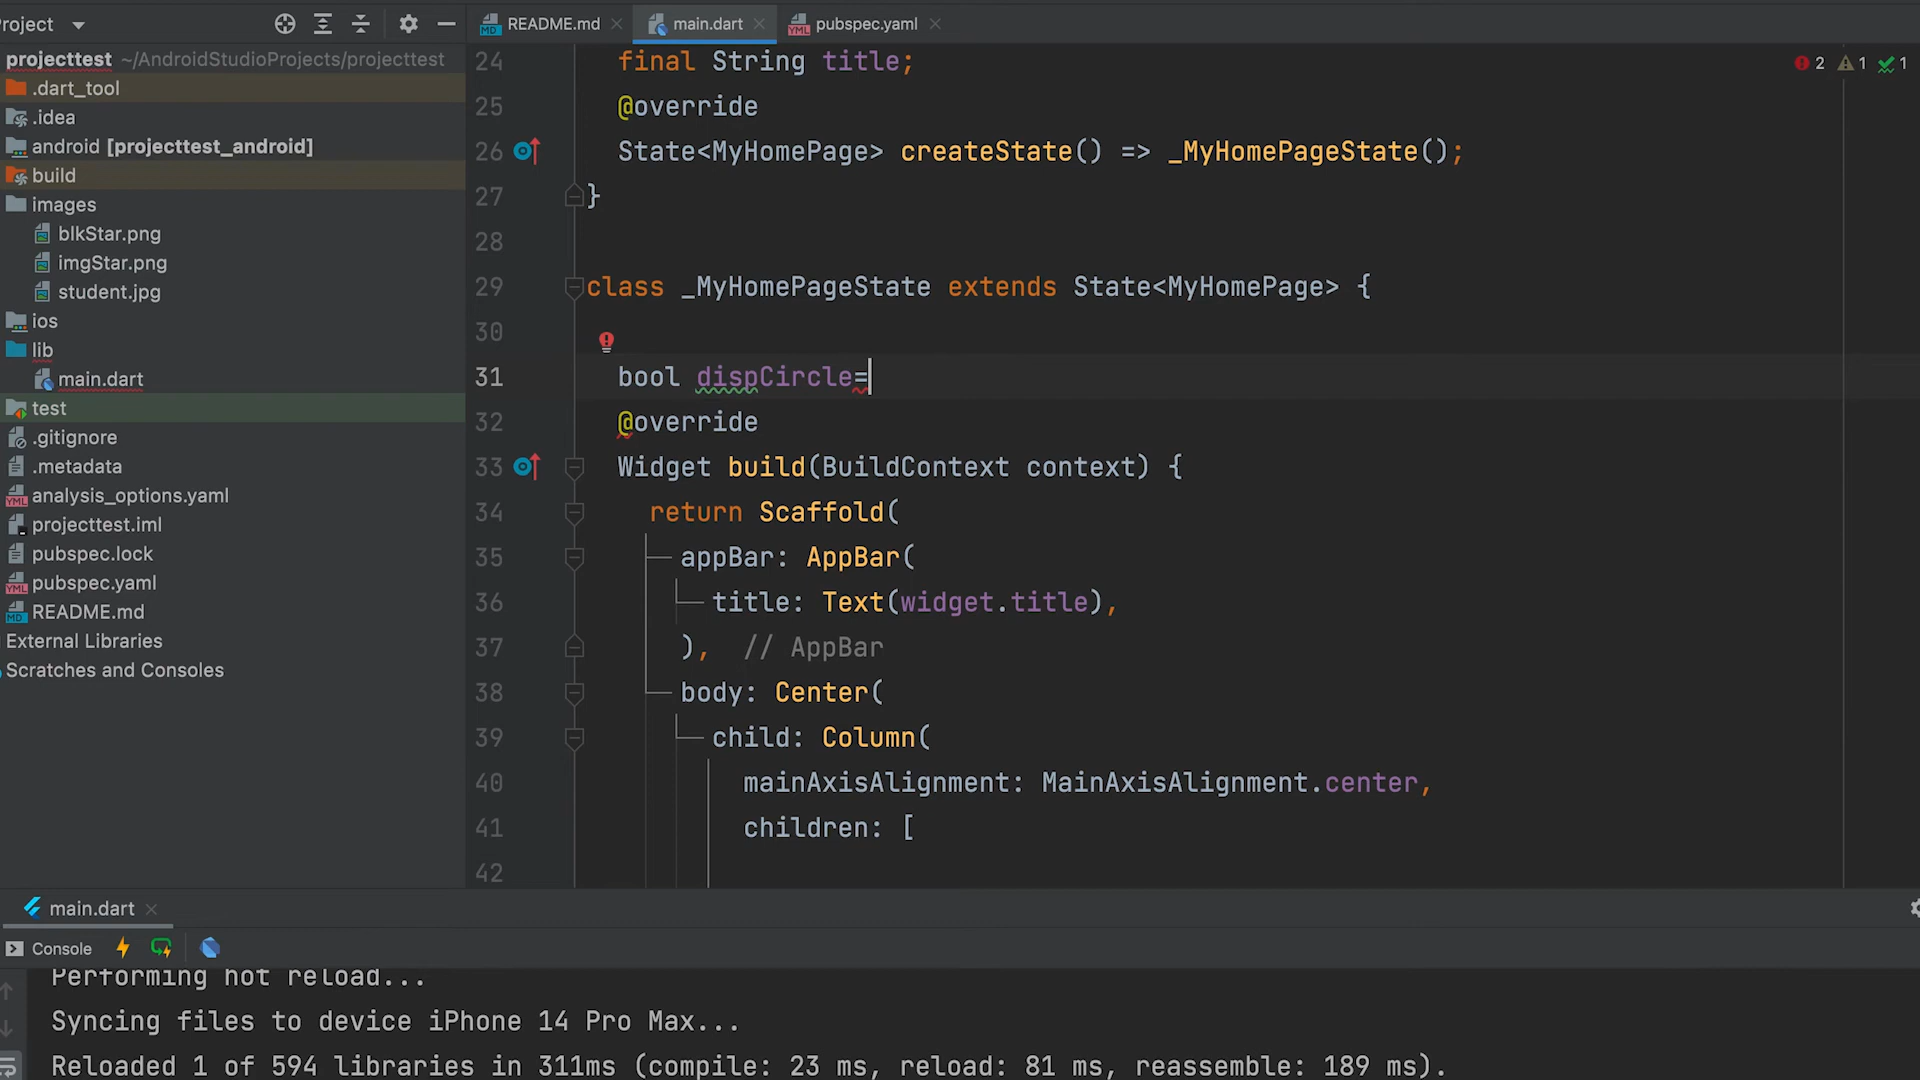 roject
projecttest ~/AndroidStudioProjects/projecttest
.dart_tool
.idea
android [projecttest_android]
build
images
blkStar.png
imgStar.png
student.jpg
ios
lib
main.dart
test
.gitignore
.metadata
analysis_options.yaml
projecttest.iml
pubspec.lock
pubspec.yaml
README.md
External Libraries
Scratches and Consoles
README.md main.dart pubspec.yaml
2 1 1
24 final String title;
25 @override
26 State<MyHomePage> createState() => _MyHomePageState();
27 }
28
29 class _MyHomePageState extends State<MyHomePage> {
30
31 bool dispCircle=
32 @override
33 Widget build(BuildContext context) {
34 return Scaffold(
35 appBar: AppBar(
36 title: Text(widget.title),
37 ), // AppBar
38 body: Center(
39 child: Column(
40 mainAxisAlignment: MainAxisAlignment.center,
41 children: [
42
main.dart
Console
Performing hot reload...
Syncing files to device iPhone 14 Pro Max...
Reloaded 1 of 594 libraries in 311ms (compile: 23 ms, reload: 81 ms, reassemble: 189 ms).